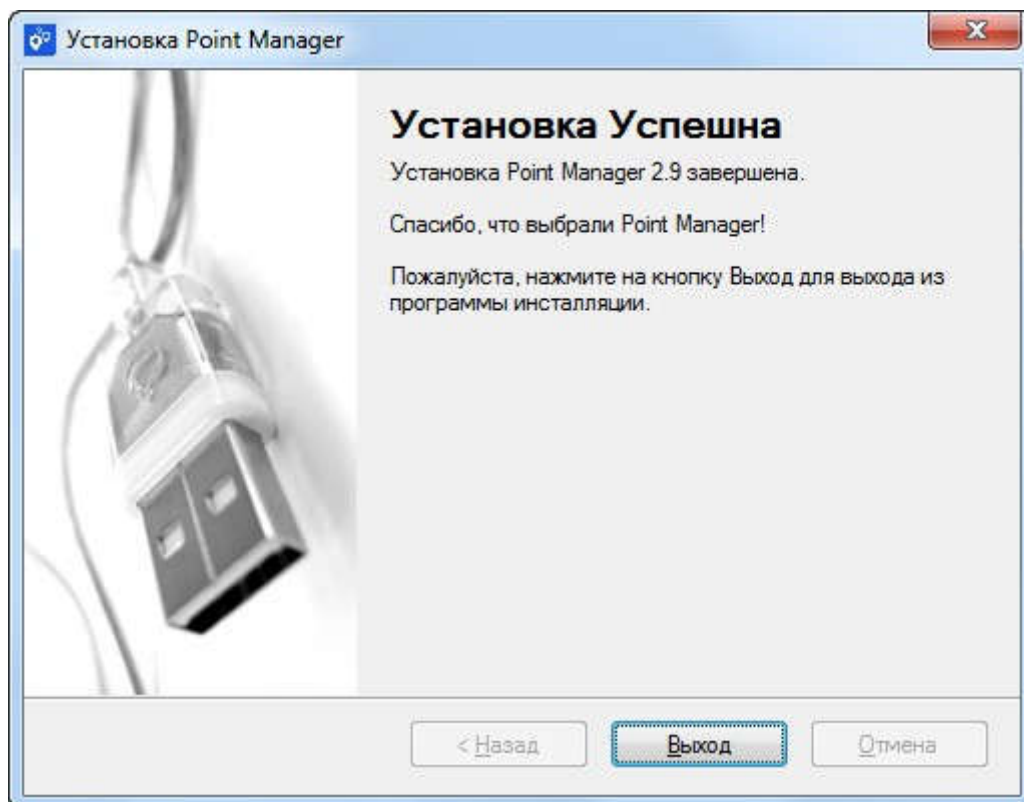 Установка Point Manager
Установка Успешна
Установка Point Manager 2.9 завершена.
Спасибо, что выбрали Point Manager!
Пожалуйста, нажмите на кнопку Выход для выхода из
программы инсталляции.
< Назад
Выход
Отмена